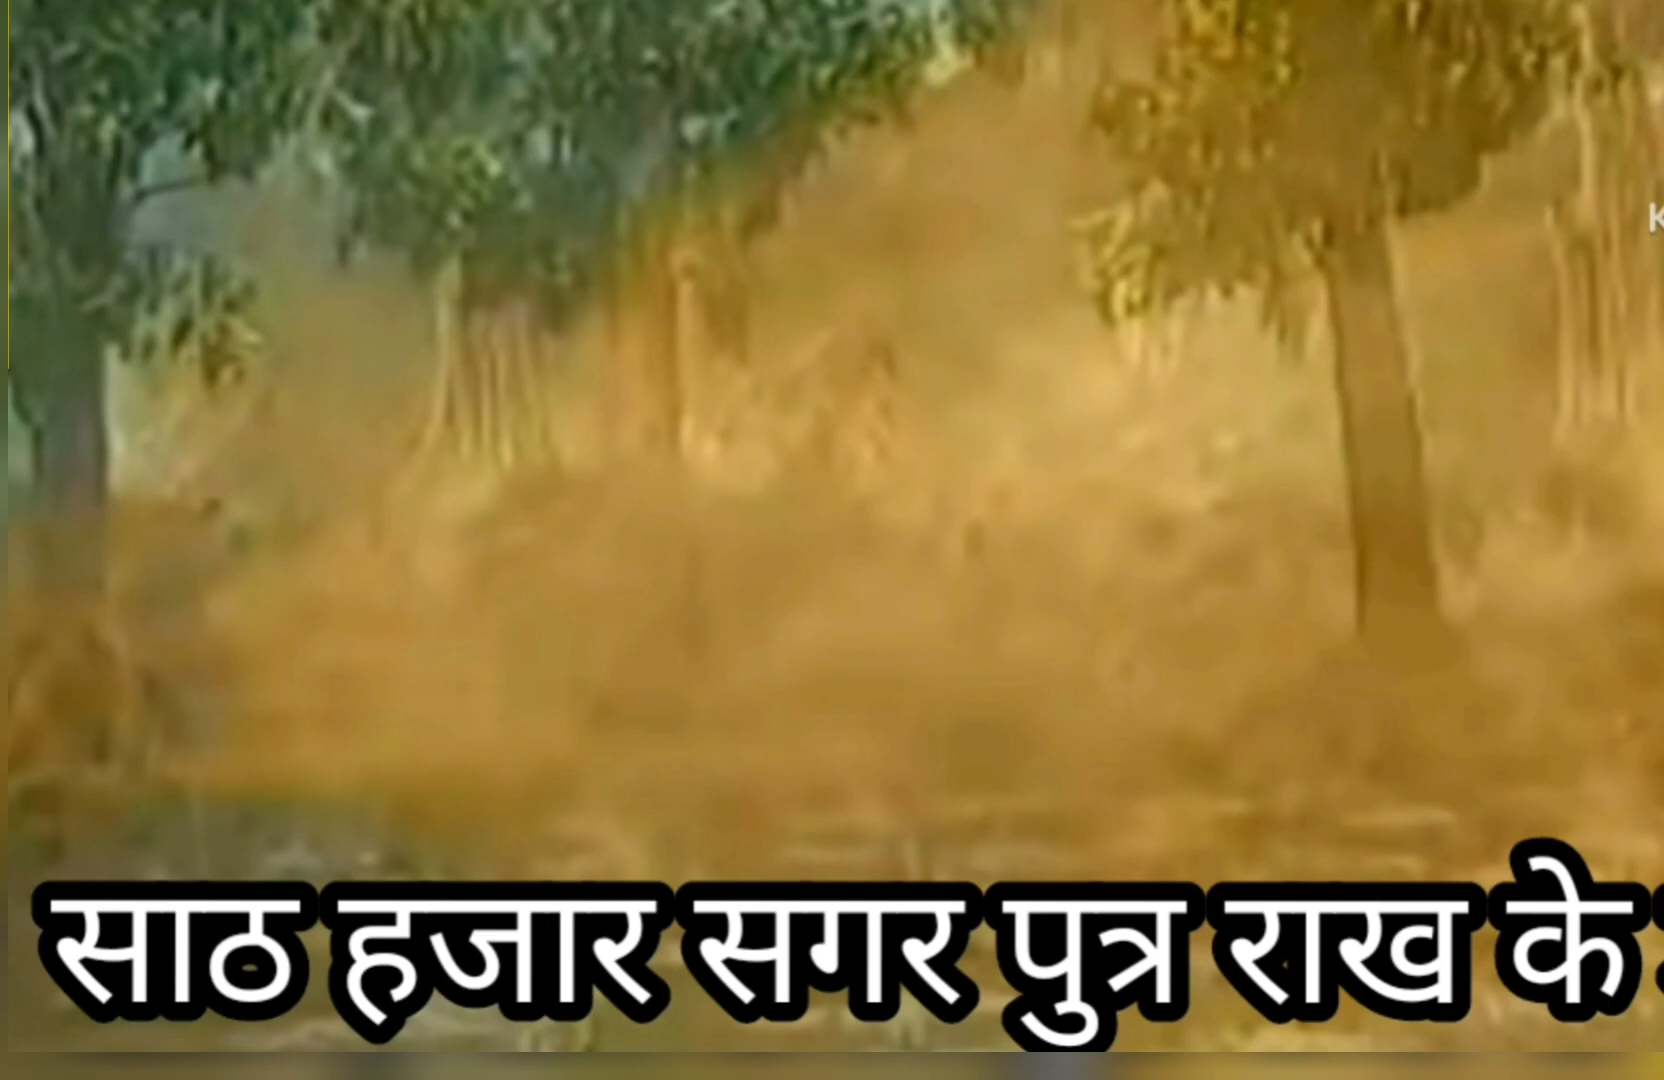 साठ हजार सगर पुत्र राख के